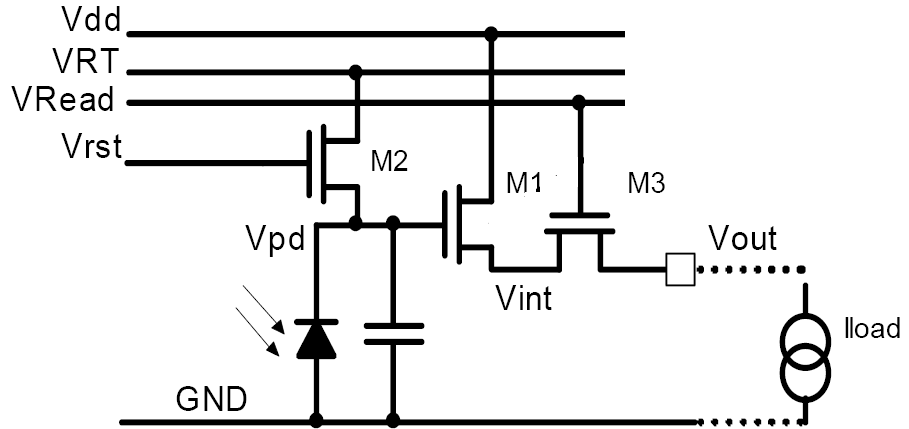 Vdd
VRT
VRead
Vrst
M2
M1
M3
Vpd
Vout
Vint
Iload
GND